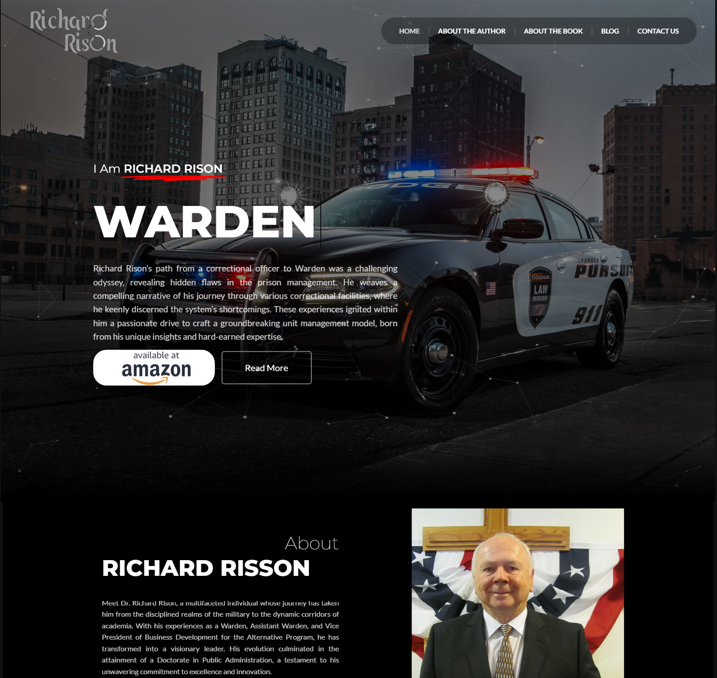 Richard
Rison
HOME
ABOUT THE AUTHOR
ABOUT THE BOOK
BLOG
CONTACT US
I Am RICHARD RISON
WARDEN
Richard Rison's path from a correctional officer to Warden was a challenging
odyssey, revealing hidden flaws in the prison management. He weaves a
compelling narrative of his journey through various correctional facilities, where
he keenly discerned the system's shortcomings. These experiences ignited within
him a passionate drive to craft a groundbreaking unit management model, born
from his unique insights and hard-earned expertise.
available at
amazon
Read More
DODGE
CHARGER
PURSUIT
LAW
911
About
RICHARD RISSON
Meet Dr. Richard Rison, a multifaceted individual whose journey has taken
him from the disciplined realms of the military to the dynamic corridors of
academia. With his experiences as a Warden, Assistant Warden, and Vice
President of Business Development for the Alternative Program, he has
transformed into a visionary leader. His evolution culminated in the
attainment of a Doctorate in Public Administration, a testament to his
unwavering commitment to excellence and innovation.